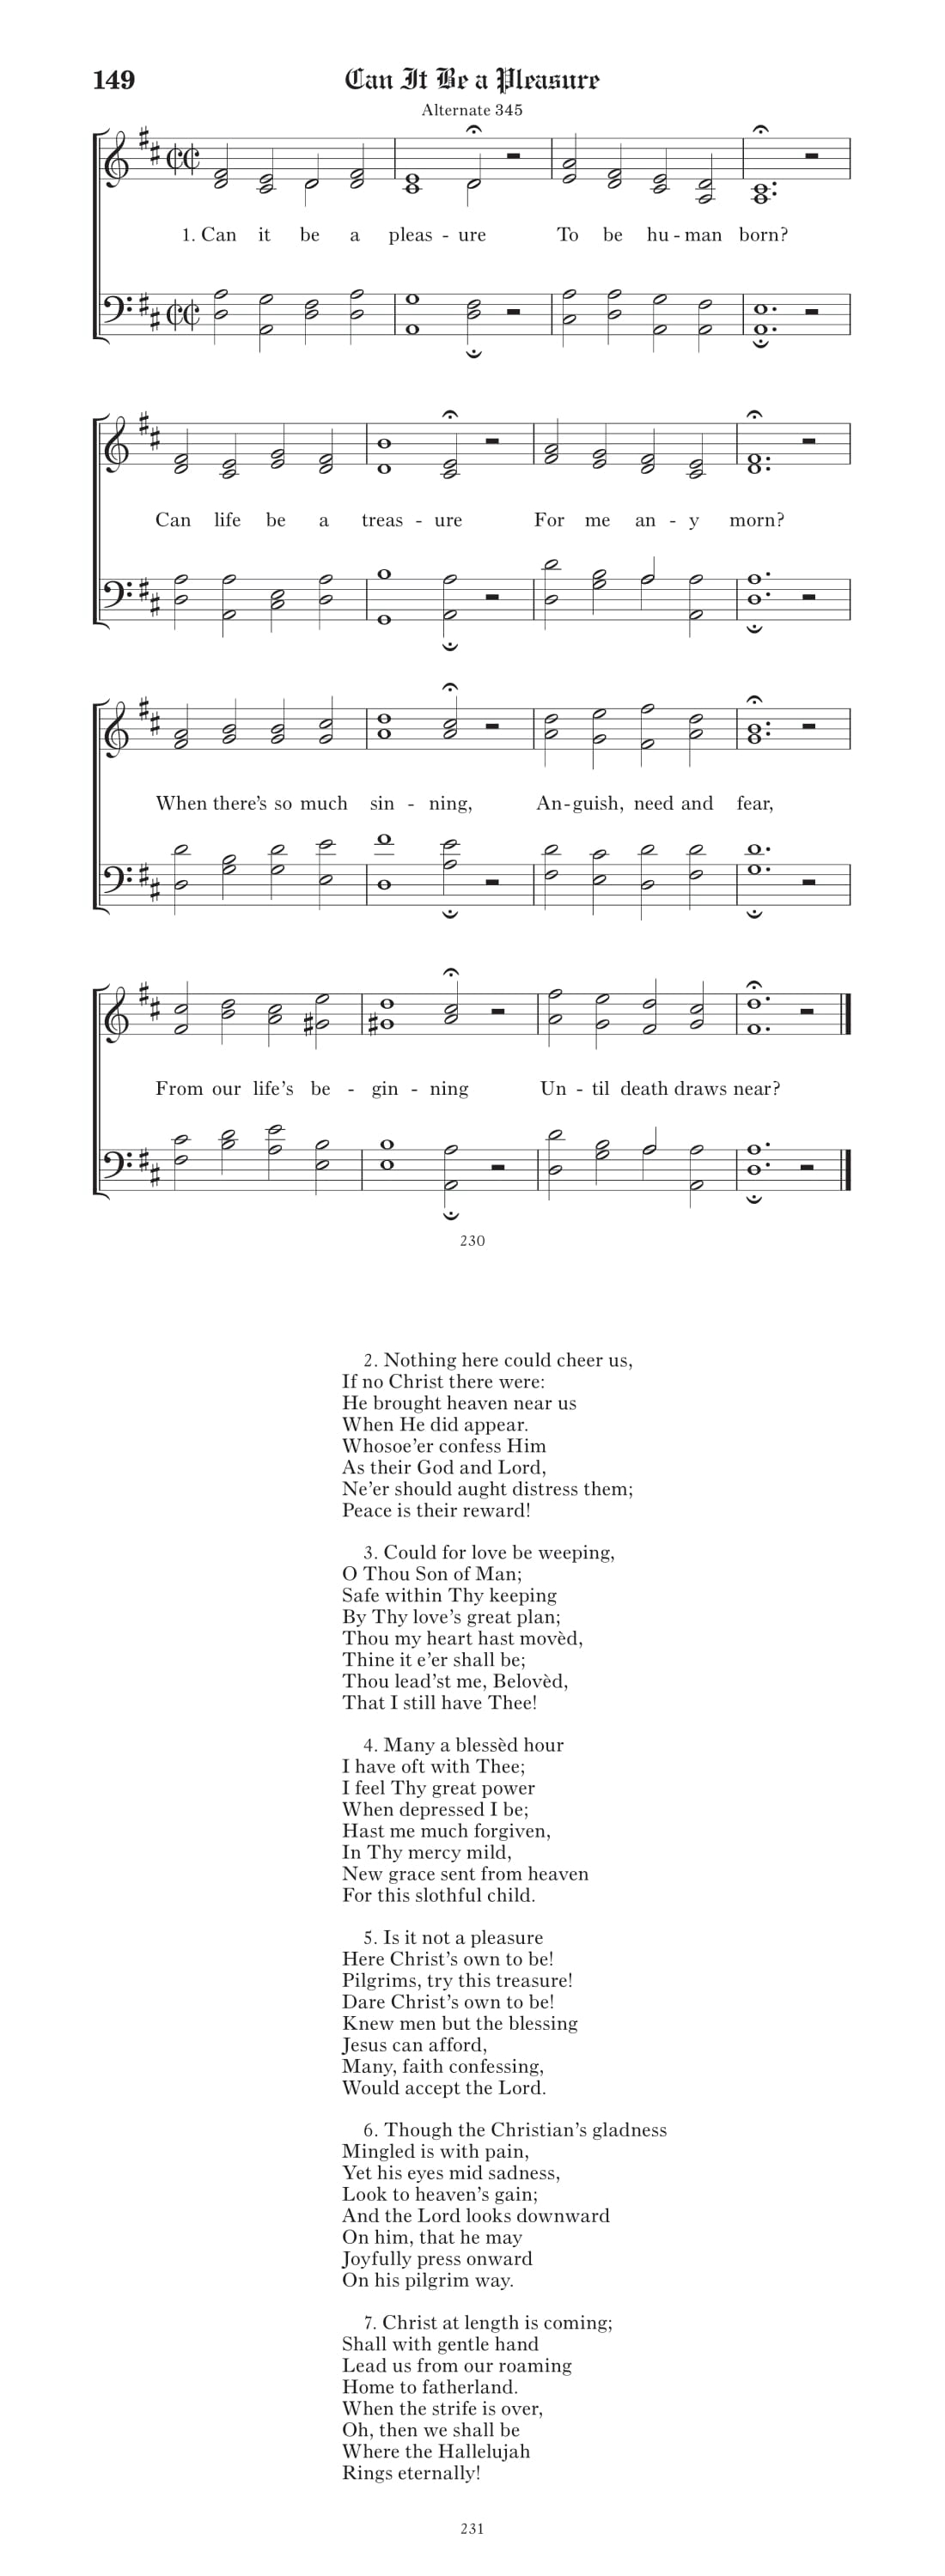 149
Can It Be a Pleasure
Alternate 345
1. Can it be a pleas - ure To be hu - man born?
Can life be a treas - ure For me an - y morn?
When there’s so much sin - ning, An - guish, need and fear,
From our life’s be - gin - ning Un - til death draws near?
230
2. Nothing here could cheer us,
If no Christ there were:
He brought heaven near us
When He did appear.
Whosoe’er confess Him
As their God and Lord,
Ne’er should aught distress them;
Peace is their reward!
3. Could for love be weeping,
O Thou Son of Man;
Safe within Thy keeping
By Thy love’s great plan;
Thou my heart hast movèd,
Thine it e’er shall be;
Thou lead’st me, Belovèd,
That I still have Thee!
4. Many a blessèd hour
I have oft with Thee;
I feel Thy great power
When depressed I be;
Hast me much forgiven,
In Thy mercy mild,
New grace sent from heaven
For this slothful child.
5. Is it not a pleasure
Here Christ’s own to be!
Pilgrims, try this treasure!
Dare Christ’s own to be!
Knew men but the blessing
Jesus can afford,
Many, faith confessing,
Would accept the Lord.
6. Though the Christian’s gladness
Mingled is with pain,
Yet his eyes mid sadness,
Look to heaven’s gain;
And the Lord looks downward
On him, that he may
Joyfully press onward
On his pilgrim way.
7. Christ at length is coming;
Shall with gentle hand
Lead us from our roaming
Home to fatherland.
When the strife is over,
Oh, then we shall be
Where the Hallelujah
Rings eternally!
231